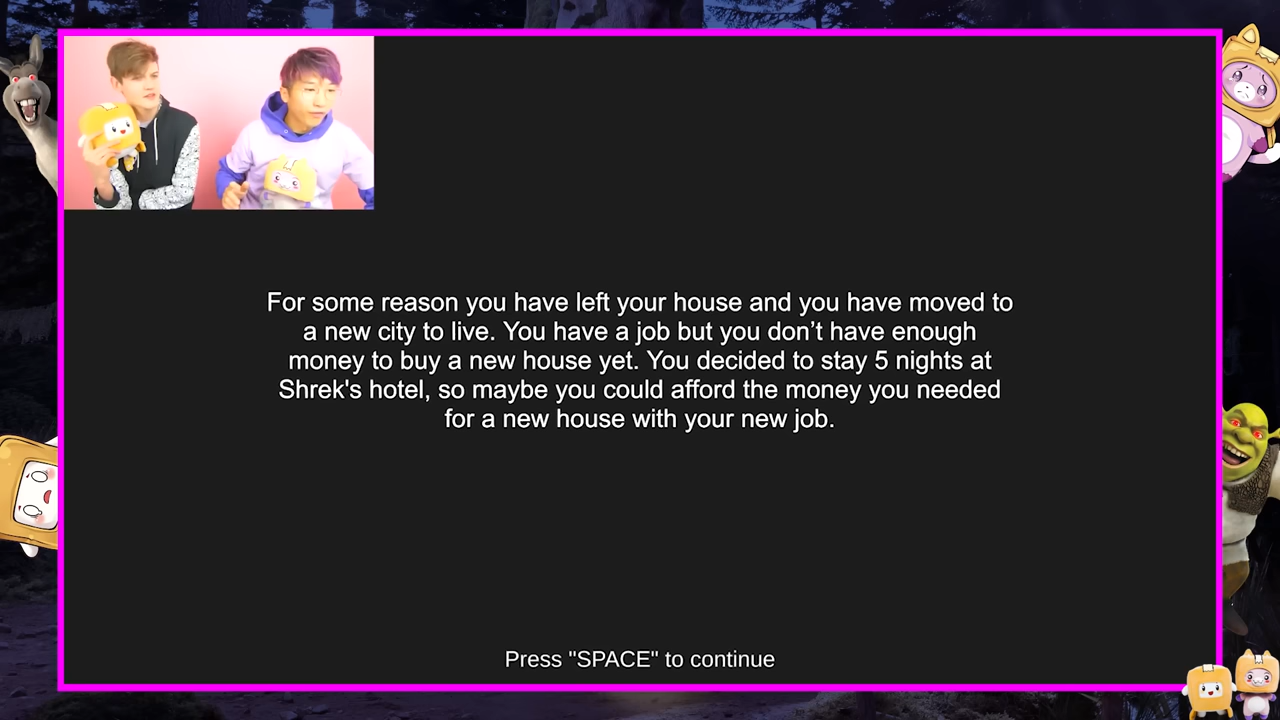 For some reason you have left your house and you have moved to
a new city to live. You have a job but you don’t have enough
money to buy a new house yet. You decided to stay 5 nights at
Shrek's hotel, so maybe you could afford the money you needed
for a new house with your new job.
Press "SPACE" to continue